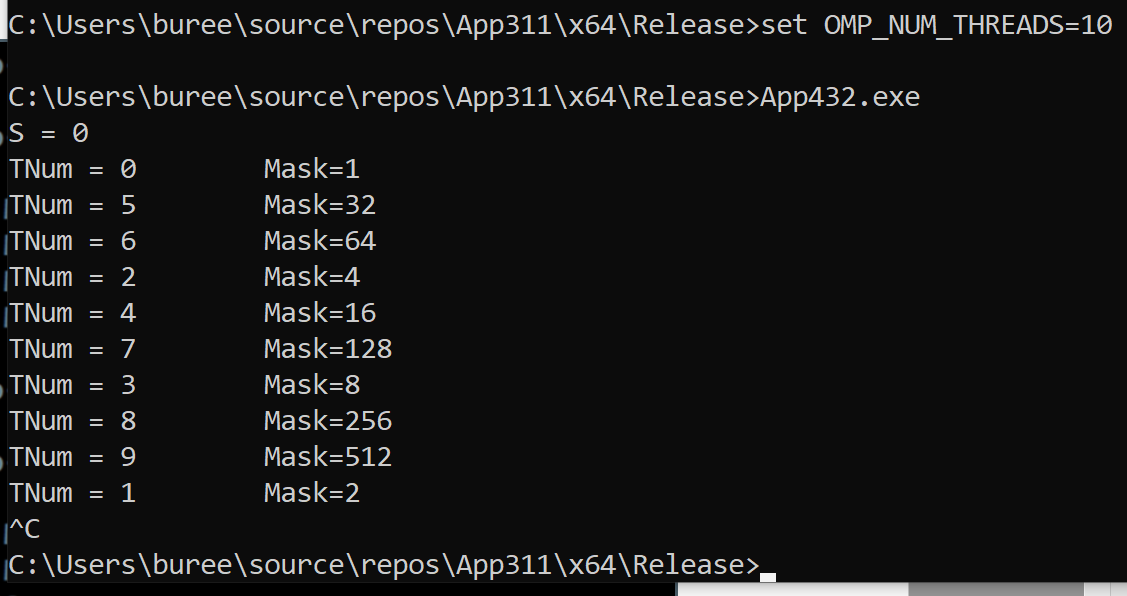 C:\Users\buree\source\repos\App311\x64\Release>set OMP_NUM_THREADS=10
C:\Users\buree\source\repos\App311\x64\Release>App432.exe
S = 0
TNum = 0        Mask=1
TNum = 5        Mask=32
TNum = 6        Mask=64
TNum = 2        Mask=4
TNum = 4        Mask=16
TNum = 7        Mask=128
TNum = 3        Mask=8
TNum = 8        Mask=256
TNum = 9        Mask=512
TNum = 1        Mask=2
^C
C:\Users\buree\source\repos\App311\x64\Release>